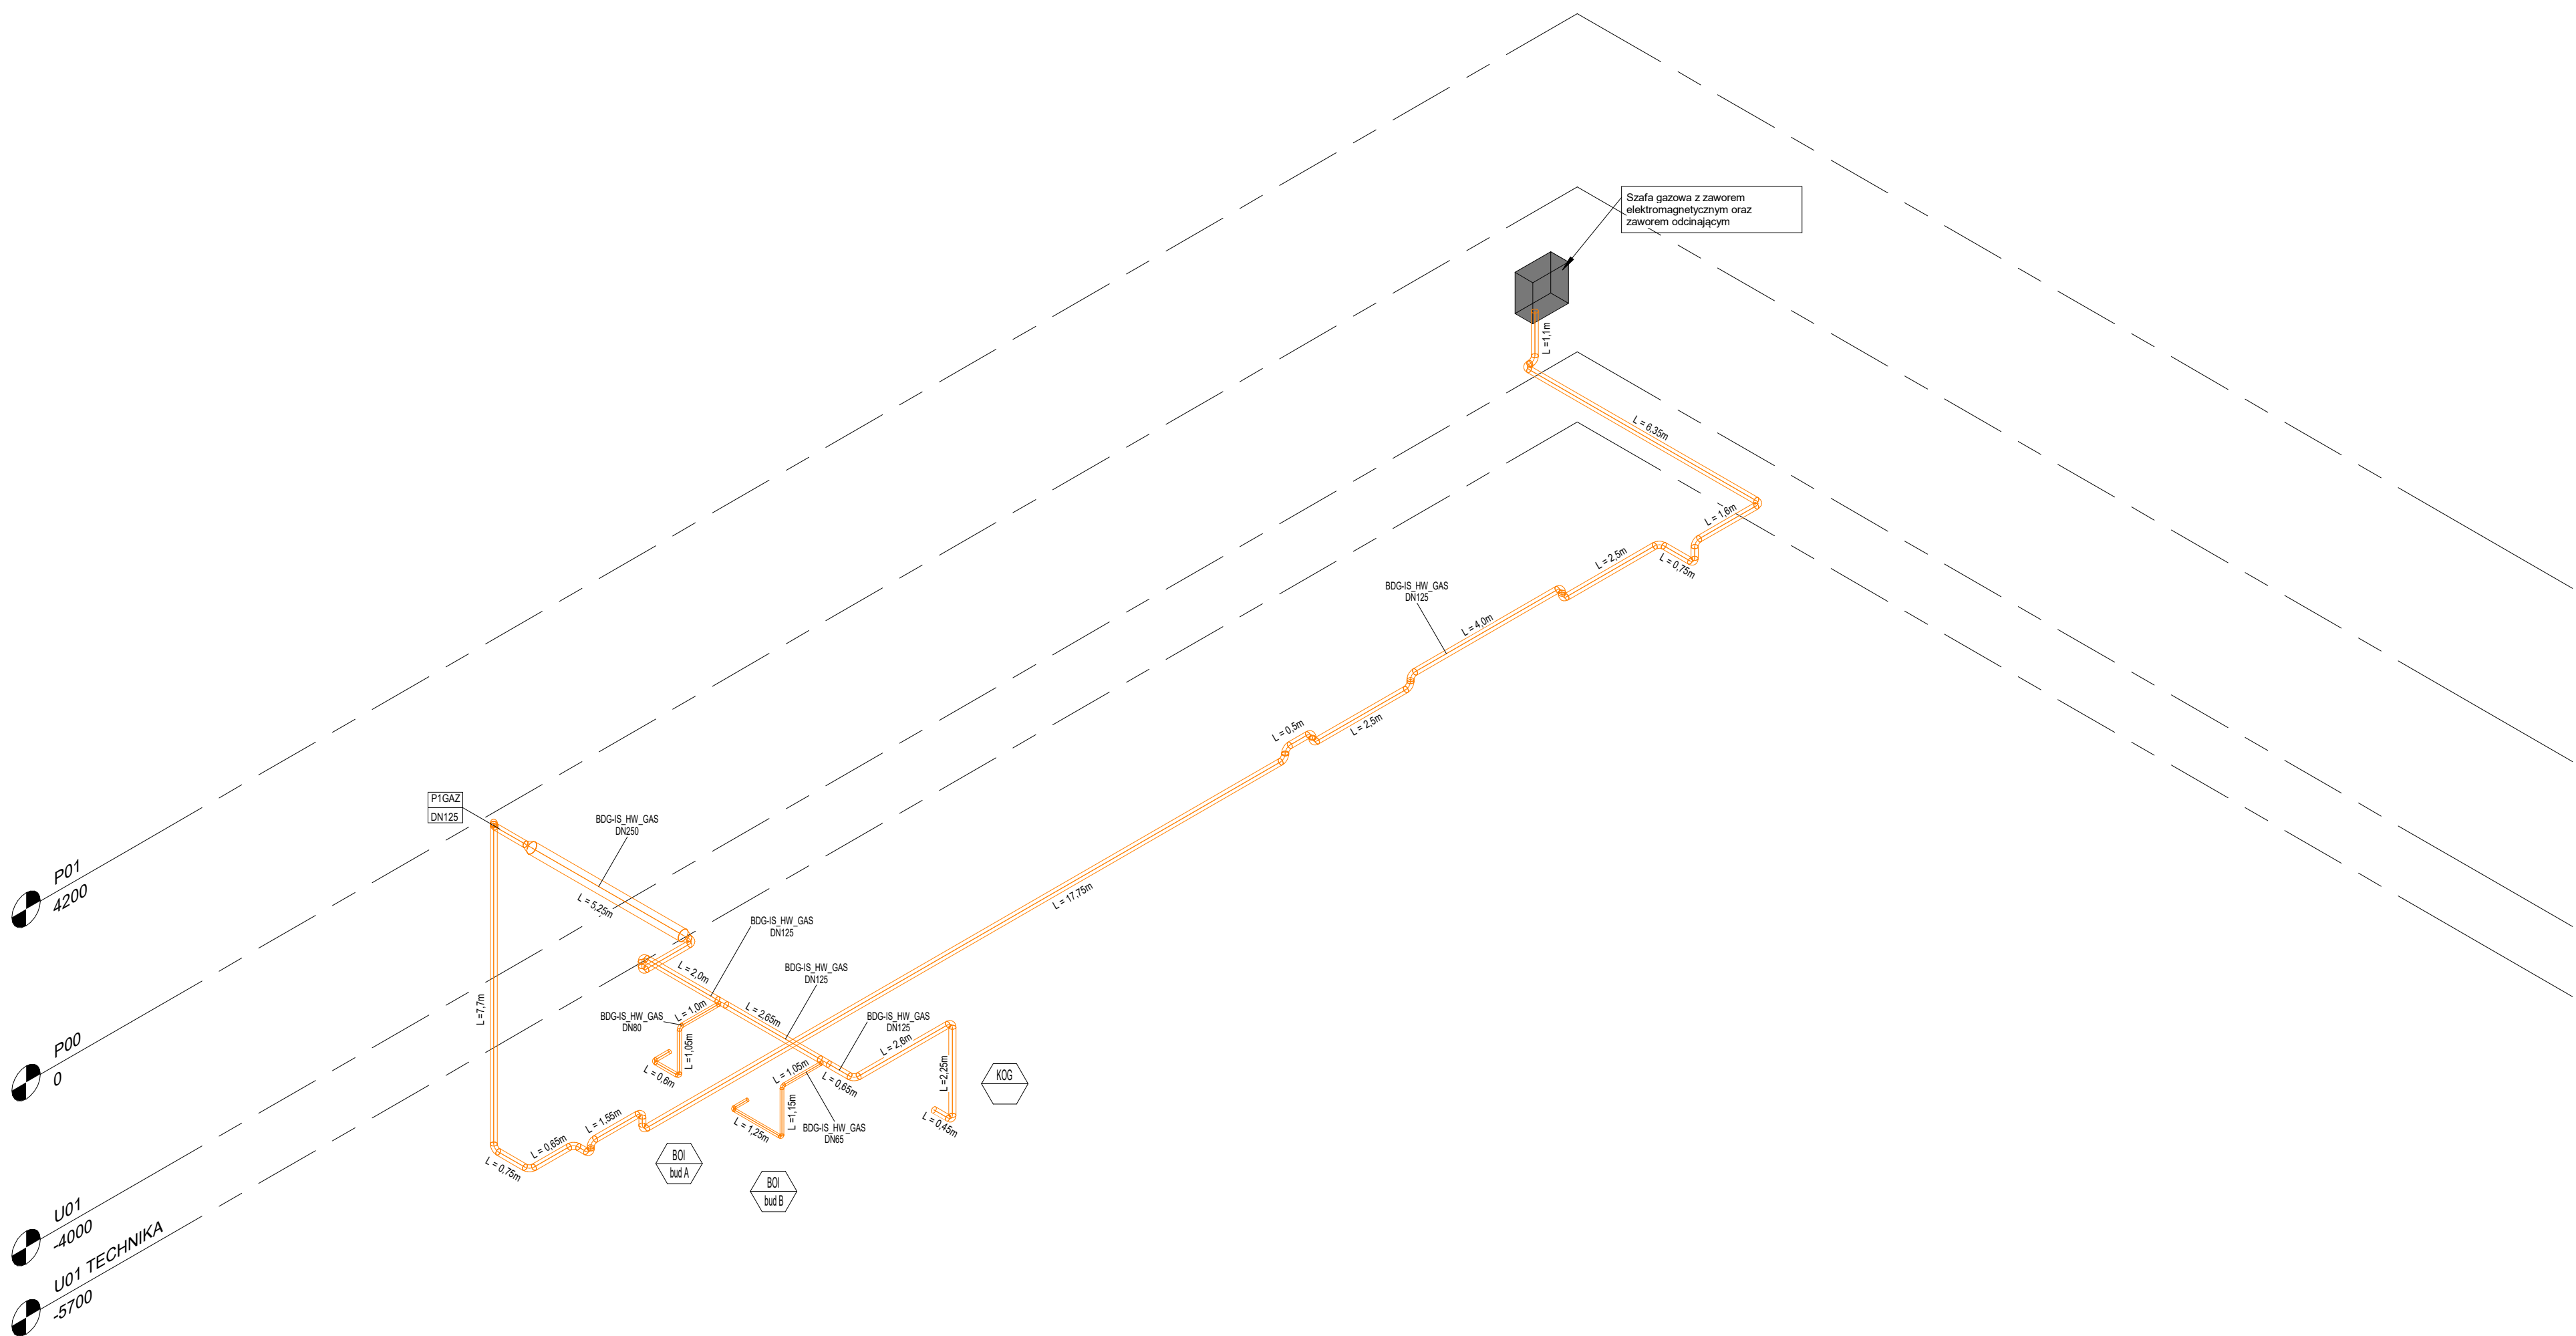 Szafa gazowa z zaworem
elektromagnetycznym oraz
zaworem odcinającym
L =1,1m
L = 6,35m
L = 1,6m
L = 0,75m
L = 2,5m
BDG-IS_HW_GAS
DN125
L = 4,0m
L = 2,5m
L = 0,5m
L = 17,75m
P1GAZ
DN125
BDG-IS_HW_GAS
DN250
L = 5,25m
P01
4200
BDG-IS_HW_GAS
DN125
L = 2,0m
BDG-IS_HW_GAS
DN125
L = 2,65m
L =7,7m
L = 1,0m
BDG-IS_HW_GAS
DN80
L =1,05m
L = 0,6m
BDG-IS_HW_GAS
DN125
L = 2,6m
L = 1,05m
L = 0,65m
L =2,25m
KOG
P00
0
L =1,15m
L = 1,25m
BDG-IS_HW_GAS
DN65
L = 0,45m
L = 1,55m
L = 0,65m
L = 0,75m
BOI
bud A
BOI
bud B
U01
-4000
U01 TECHNIKA
-5700